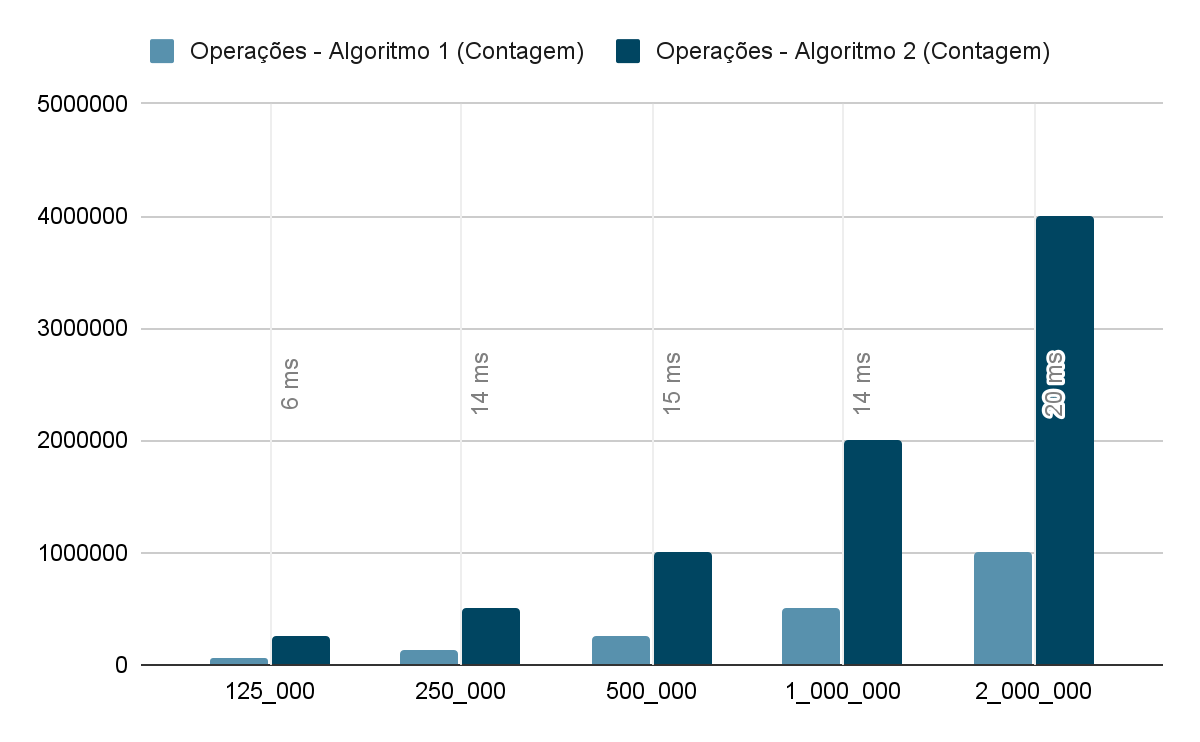 Operações - Algoritmo 1 (Contagem)
Operações - Algoritmo 2 (Contagem)
5000000
4000000
3000000
2000000
1000000
0
6 ms
14 ms
15 ms
14 ms
20 ms
125_000
250_000
500_000
1_000_000
2_000_000